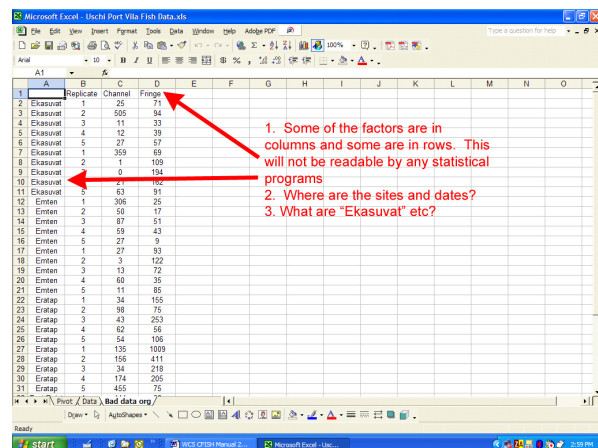 Microsoft Excel - Uschi Port Vila Fish Data.xls
File Edit View Insert Format Tools Data Window Help Adobe PDF
Type a question for help
100%
Arial 10 B I U
A1 fx
A B C D E F G H I J K L M N O
1 Replicate Channel Fringe
2 Ekasuvat 1 25 71
3 Ekasuvat 2 505 94
4 Ekasuvat 3 11 33
5 Ekasuvat 4 12 39
6 Ekasuvat 5 27 57
7 Ekasuvat 1 359 69
8 Ekasuvat 2 1 109
9 Ekasuvat 0 194
10 Ekasuvat 21 162
11 Ekasuvat 5 63 91
12 Emten 1 306 25
13 Emten 2 50 17
14 Emten 3 87 51
15 Emten 4 59 43
16 Emten 5 27 9
17 Emten 1 27 93
18 Emten 2 3 122
19 Emten 3 13 72
20 Emten 4 60 35
21 Emten 5 11 85
22 Eratap 1 34 155
23 Eratap 2 98 75
24 Eratap 3 43 253
25 Eratap 4 62 56
26 Eratap 5 54 106
27 Eratap 1 135 1009
28 Eratap 2 156 411
29 Eratap 3 34 218
30 Eratap 4 174 205
31 Eratap 5 455 75
1. Some of the factors are in
columns and some are in rows. This
will not be readable by any statistical
programs
2. Where are the sites and dates?
3. What are “Ekasuvat” etc?
Pivot Data Bad data org
Draw AutoShapes
Ready
start WCS CFISH Manual 2... Microsoft Excel - Usc... 2:59 PM